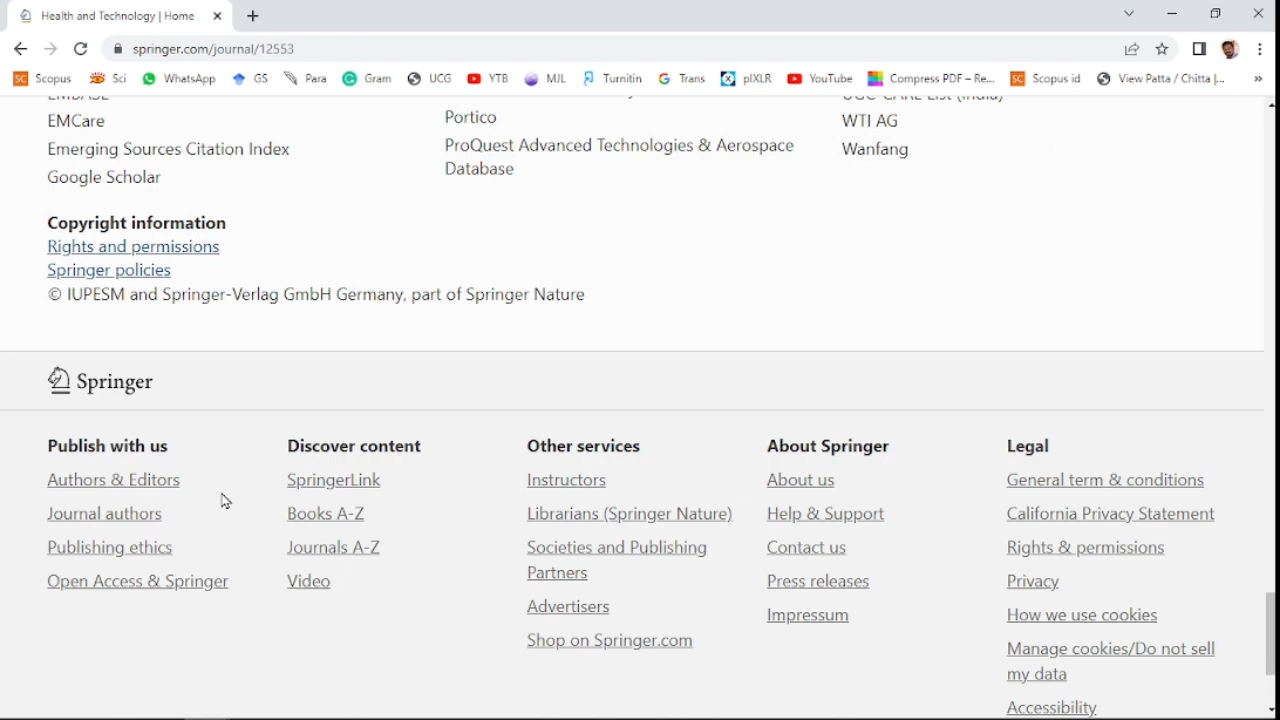 Health and Technology | Home
springer.com/journal/12553
Scopus
Sci
WhatsApp
GS
Para
Gram
UCG
YTB
MJL
Turnitin
Trans
pIXLR
YouTube
Compress PDF – Re...
Scopus id
View Patta / Chitta |...
EMBASE
UGC-CARE List (India)
EMCare
Portico
WTI AG
Emerging Sources Citation Index
ProQuest Advanced Technologies & Aerospace
Database
Wanfang
Google Scholar
Copyright information
Rights and permissions
Springer policies
© IUPESM and Springer-Verlag GmbH Germany, part of Springer Nature
Springer
Publish with us
Authors & Editors
Journal authors
Publishing ethics
Open Access & Springer
Discover content
SpringerLink
Books A-Z
Journals A-Z
Video
Other services
Instructors
Librarians (Springer Nature)
Societies and Publishing
Partners
Advertisers
Shop on Springer.com
About Springer
About us
Help & Support
Contact us
Press releases
Impressum
Legal
General term & conditions
California Privacy Statement
Rights & permissions
Privacy
How we use cookies
Manage cookies/Do not sell
my data
Accessibility